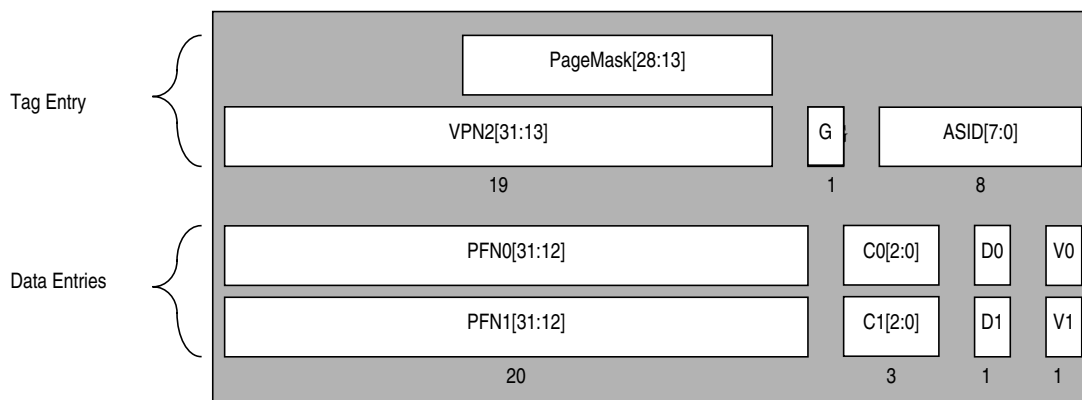 PageMask[28:13]
Tag Entry
VPN2[31:13] G ASID[7:0]
19 1 8
PFN0[31:12] C0[2:0] D0 V0
Data Entries
PFN1[31:12] C1[2:0] D1 V1
20 3 1 1